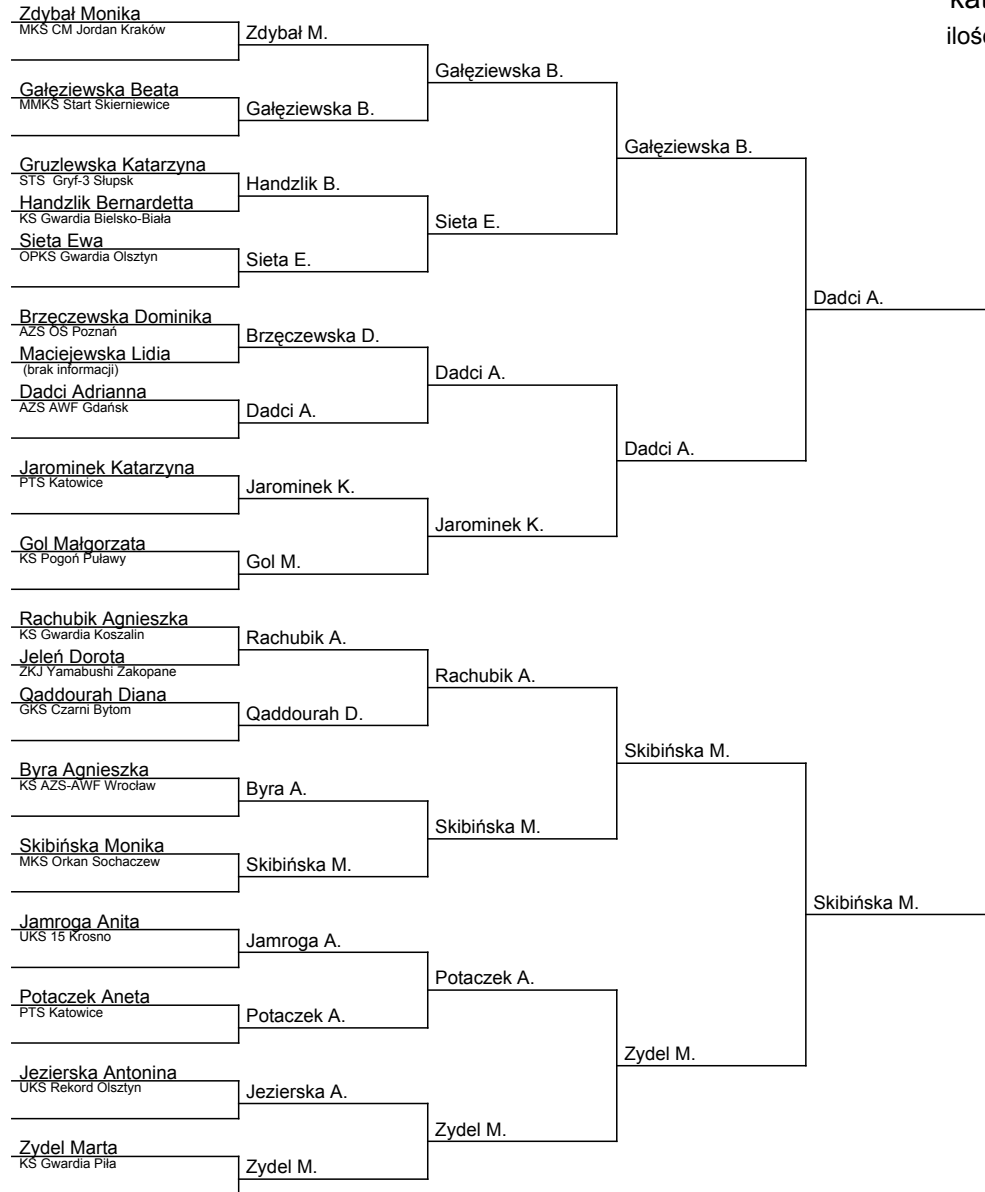 Zdybał Monika
MKS CM Jordan Kraków
Gałęziewska Beata
MMKS Start Skierniewice
Gruzlewska Katarzyna
STS Gryf-3 Słupsk
Handzlik Bernardetta
KS Gwardia Bielsko-Biała
Sieta Ewa
OPKS Gwardia Olsztyn
Brzęczewska Dominika
AZS OŚ Poznań
Maciejewska Lidia
(brak informacji)
Dadci Adrianna
AZS AWF Gdańsk
Jarominek Katarzyna
PTS Katowice
Gol Małgorzata
KS Pogoń Puławy
Rachubik Agnieszka
KS Gwardia Koszalin
Jeleń Dorota
ZKJ Yamabushi Zakopane
Qaddourah Diana
GKS Czarni Bytom
Byra Agnieszka
KS AZS-AWF Wrocław
Skibińska Monika
MKS Orkan Sochaczew
Jamroga Anita
UKS 15 Krosno
Potaczek Aneta
PTS Katowice
Jezierska Antonina
UKS Rekord Olsztyn
Zydel Marta
KS Gwardia Piła
Zdybał M.
Gałęziewska B.
Handzlik B.
Sieta E.
Brzęczewska D.
Dadci A.
Jarominek K.
Gol M.
Rachubik A.
Qaddourah D.
Byra A.
Skibińska M.
Jamroga A.
Potaczek A.
Jezierska A.
Zydel M.
Gałęziewska B.
Sieta E.
Dadci A.
Jarominek K.
Rachubik A.
Skibińska M.
Potaczek A.
Zydel M.
Gałęziewska B.
Dadci A.
Skibińska M.
Zydel M.
Dadci A.
Skibińska M.